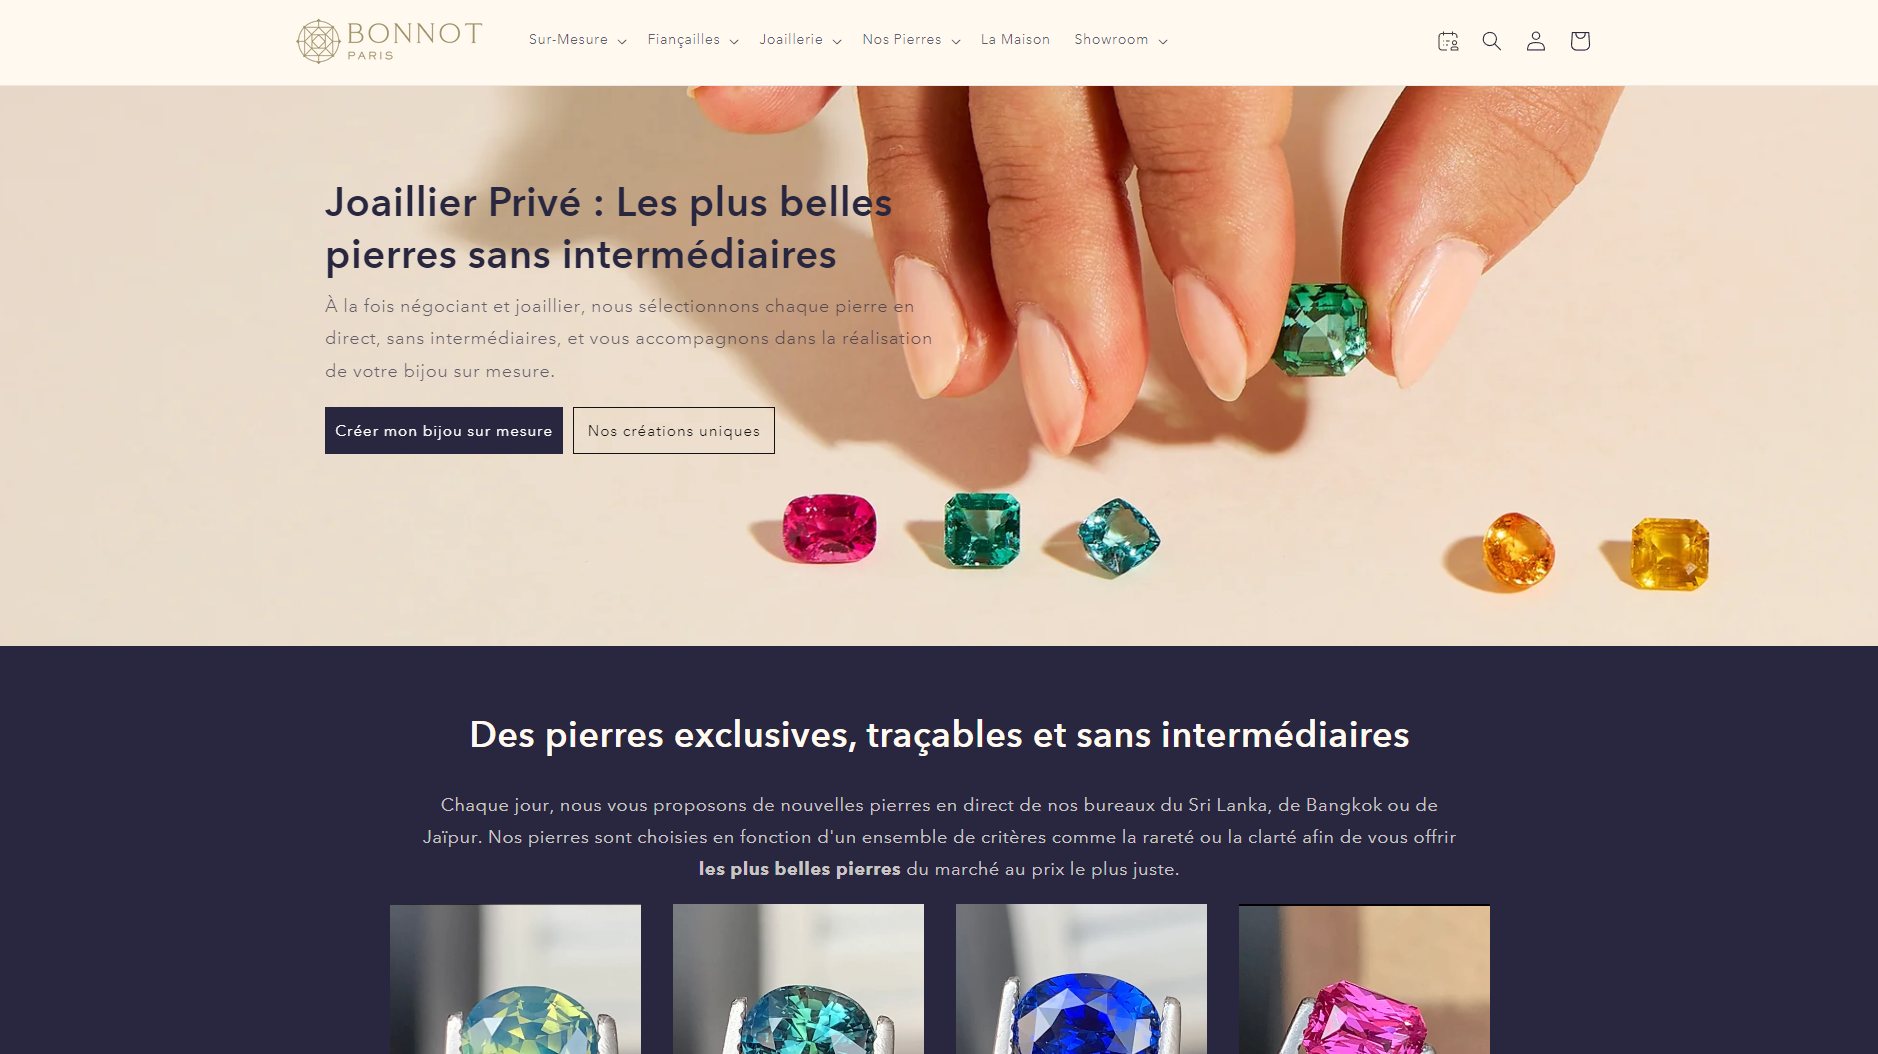 BONNOT
PARIS
Sur-Mesure
Fiançailles
Joaillerie
Nos Pierres
La Maison
Showroom
Joaillier Privé : Les plus belles
pierres sans intermédiaires
À la fois négociant et joaillier, nous sélectionnons chaque pierre en
direct, sans intermédiaires, et vous accompagnons dans la réalisation
de votre bijou sur mesure.
Créer mon bijou sur mesure
Nos créations uniques
Des pierres exclusives, traçables et sans intermédiaires
Chaque jour, nous vous proposons de nouvelles pierres en direct de nos bureaux du Sri Lanka, de Bangkok ou de
Jaïpur. Nos pierres sont choisies en fonction d'un ensemble de critères comme la rareté ou la clarté afin de vous offrir
les plus belles pierres du marché au prix le plus juste.